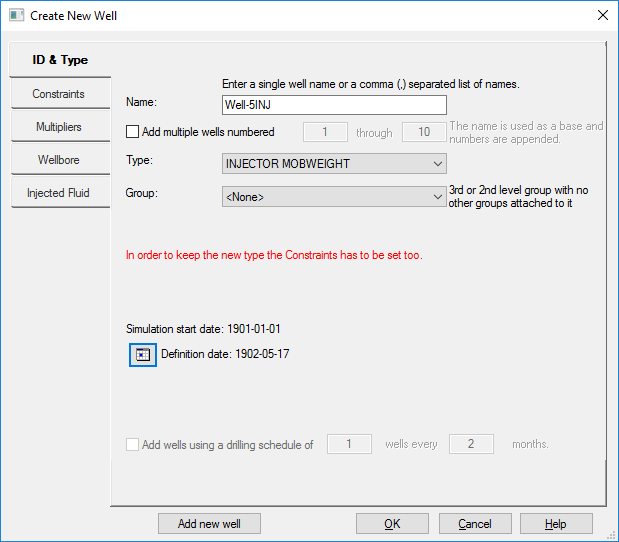 Create New Well
ID & Type
Constraints
Multipliers
Wellbore
Injected Fluid
Enter a single well name or a comma (,) separated list of names.
Name: Well-5INJ
Add multiple wells numbered 1 through 10 The name is used as a base and
numbers are appended.
Type: INJECTOR MOBWEIGHT
Group: <None> 3rd or 2nd level group with no
other groups attached to it
In order to keep the new type the Constraints has to be set too.
Simulation start date: 1901-01-01
Definition date: 1902-05-17
Add wells using a drilling schedule of 1 wells every 2 months.
Add new well OK Cancel Help